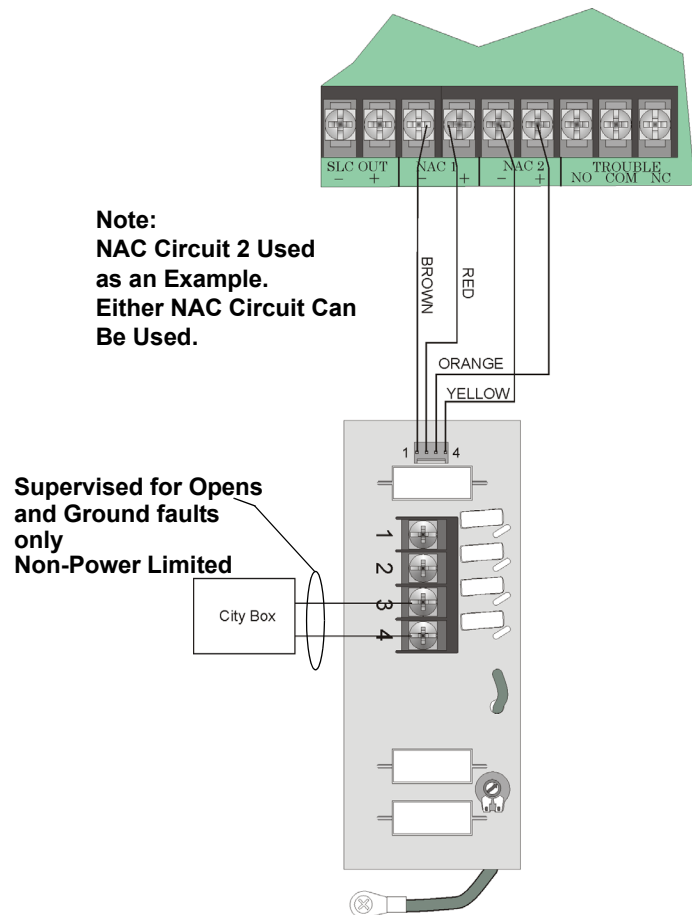 SLC OUT NAC 1 NAC 2 TROUBLE
− + − + − + NO COM NC
Note:
NAC Circuit 2 Used
as an Example.
Either NAC Circuit Can
Be Used.
BROWN
RED
ORANGE
YELLOW
1 4
Supervised for Opens
and Ground faults
only
Non-Power Limited
1
2
3
4
City Box